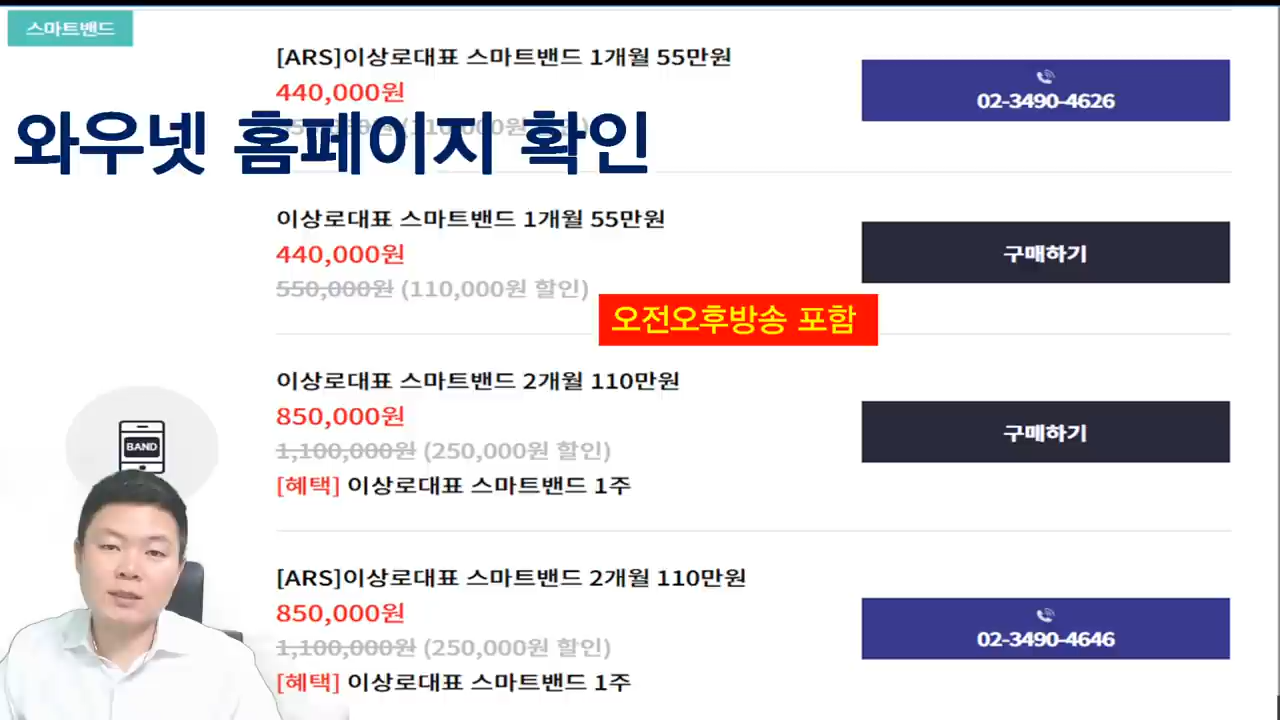 스마트밴드
[ARS]이상로대표 스마트밴드 1개월 55만원
440,000원
02-3490-4626
와우넷 홈페이지 확인
이상로대표 스마트밴드 1개월 55만원
440,000원
구매하기
550,000원 (110,000원 할인)
오전오후방송 포함
이상로대표 스마트밴드 2개월 110만원
850,000원
구매하기
1,100,000원 (250,000원 할인)
BAND
[혜택] 이상로대표 스마트밴드 1주
[ARS]이상로대표 스마트밴드 2개월 110만원
850,000원
02-3490-4646
1,100,000원 (250,000원 할인)
[혜택] 이상로대표 스마트밴드 1주